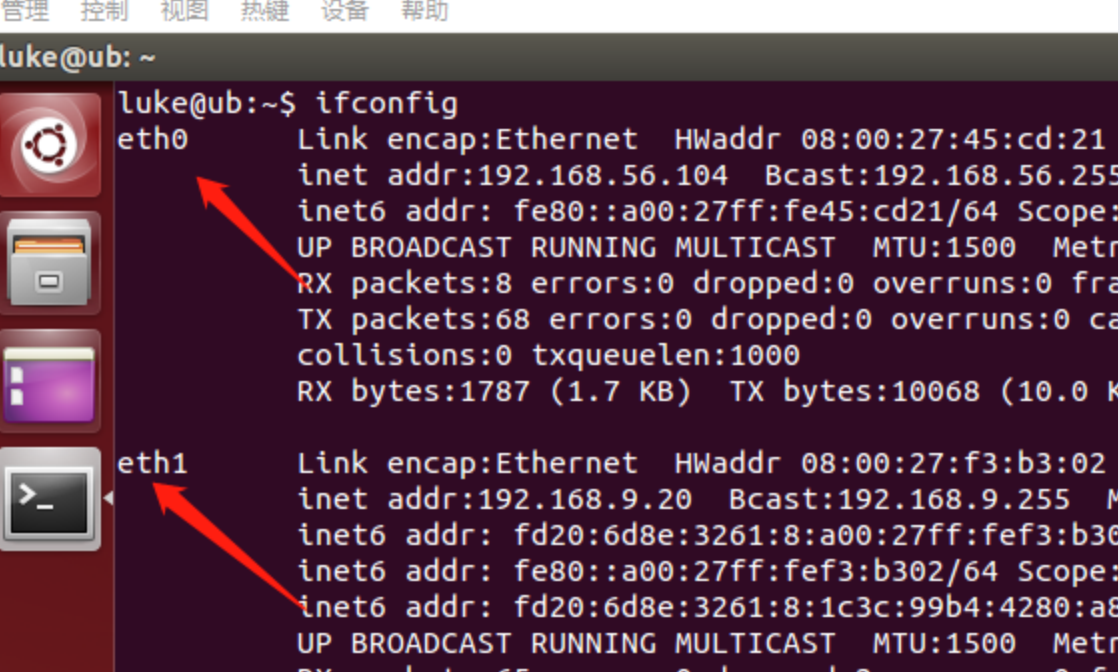 管理 控制 视图 热键 设备 帮助
luke@ub: ~
luke@ub:~$ ifconfig
eth0 Link encap:Ethernet HWaddr 08:00:27:45:cd:21
inet addr:192.168.56.104 Bcast:192.168.56.255
inet6 addr: fe80::a00:27ff:fe45:cd21/64 Scope:
UP BROADCAST RUNNING MULTICAST MTU:1500 Metr
RX packets:8 errors:0 dropped:0 overruns:0 fra
TX packets:68 errors:0 dropped:0 overruns:0 ca
collisions:0 txqueuelen:1000
RX bytes:1787 (1.7 KB) TX bytes:10068 (10.0 K
eth1 Link encap:Ethernet HWaddr 08:00:27:f3:b3:02
inet addr:192.168.9.20 Bcast:192.168.9.255 M
inet6 addr: fd20:6d8e:3261:8:a00:27ff:fef3:b30
inet6 addr: fe80::a00:27ff:fef3:b302/64 Scope:
inet6 addr: fd20:6d8e:3261:8:1c3c:99b4:4280:a8
UP BROADCAST RUNNING MULTICAST MTU:1500 Metr